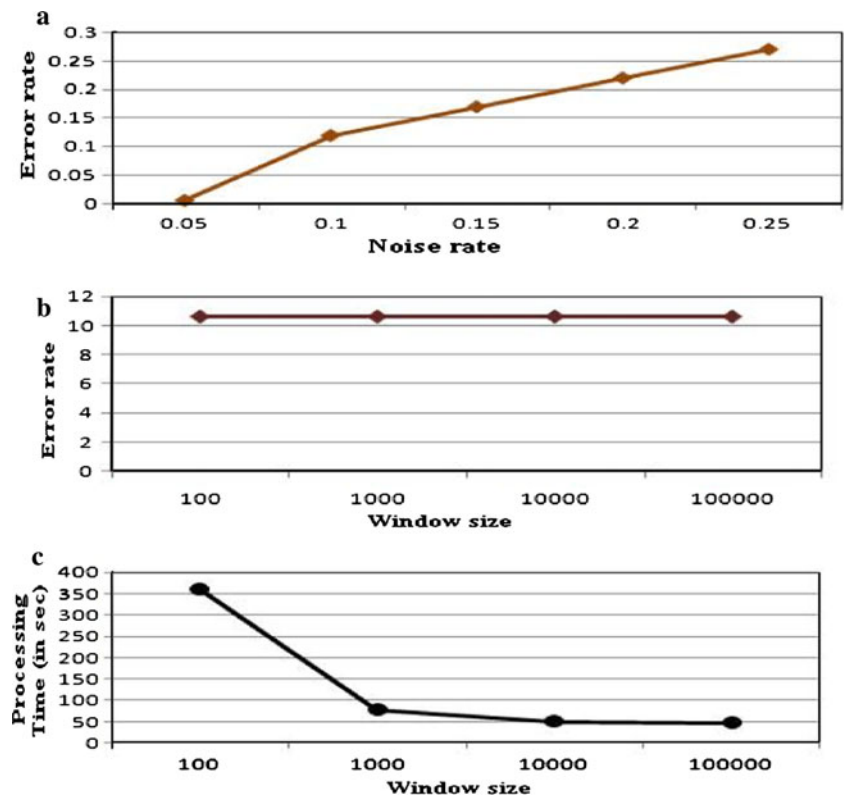 a
Error rate
0.3
0.25
0.2
0.15
0.1
0.05
0
0.05 0.1 0.15 0.2 0.25
Noise rate
b
Error rate
12
10
8
6
4
2
0
100 1000 10000 100000
Window size
c
Processing
Time (in sec)
400
350
300
250
200
150
100
50
0
100 1000 10000 100000
Window size